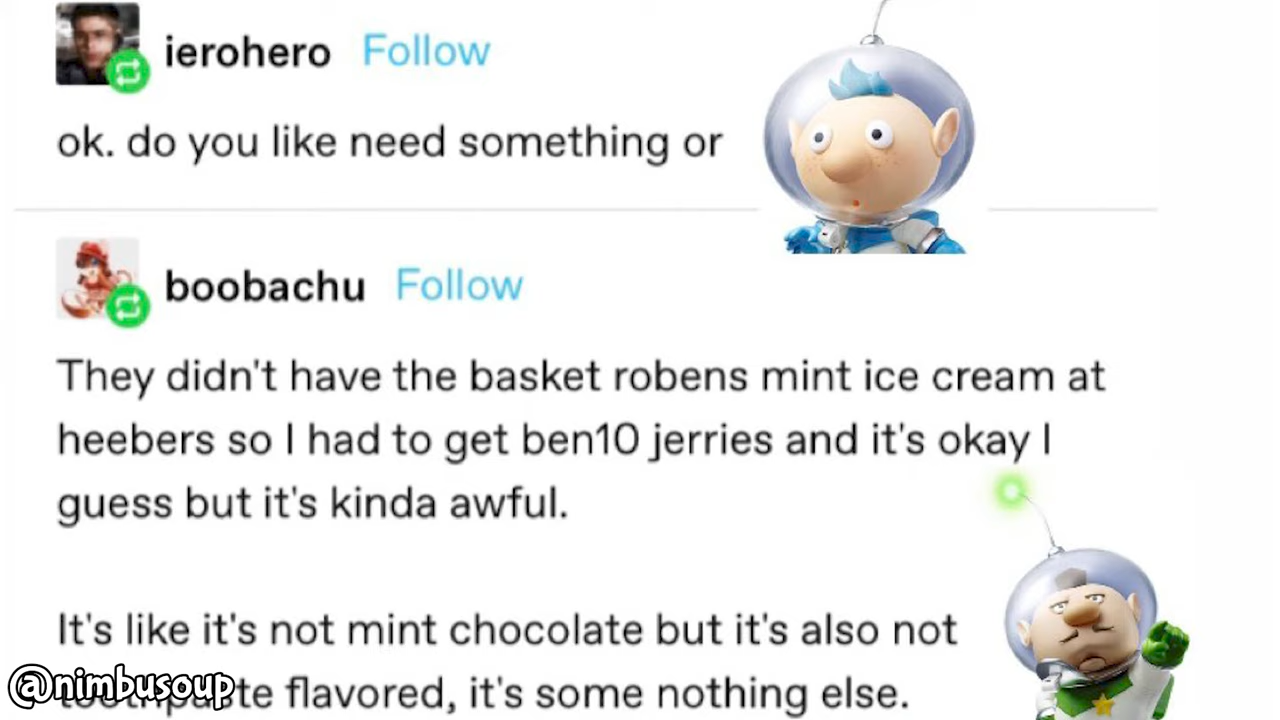 ierohero Follow
ok. do you like need something or
boobachu Follow
They didn't have the basket robens mint ice cream at
heebers so I had to get ben10 jerries and it's okay I
guess but it's kinda awful.
It's like it's not mint chocolate but it's also not
toothpaste flavored, it's some nothing else.
@nimbusoup